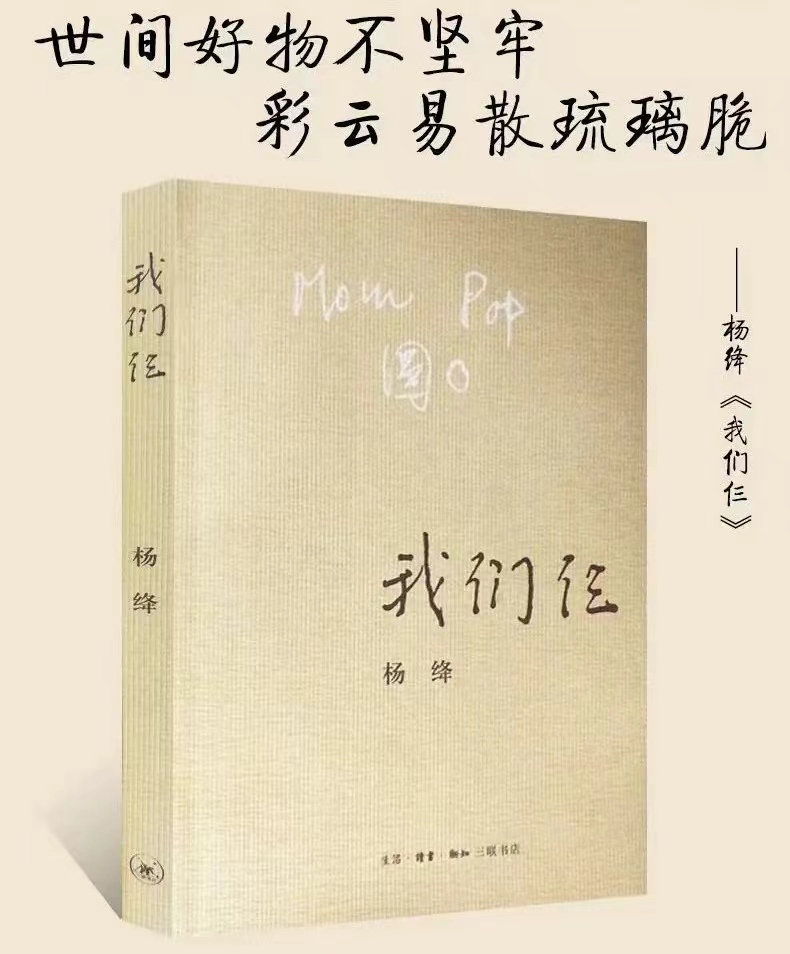 世间好物不坚牢
彩云易散琉璃脆
——杨绛《我们仨》
我们仨
杨绛
Mom Pop
圆〇
我们仨
杨绛
生活·读书·新知三联书店